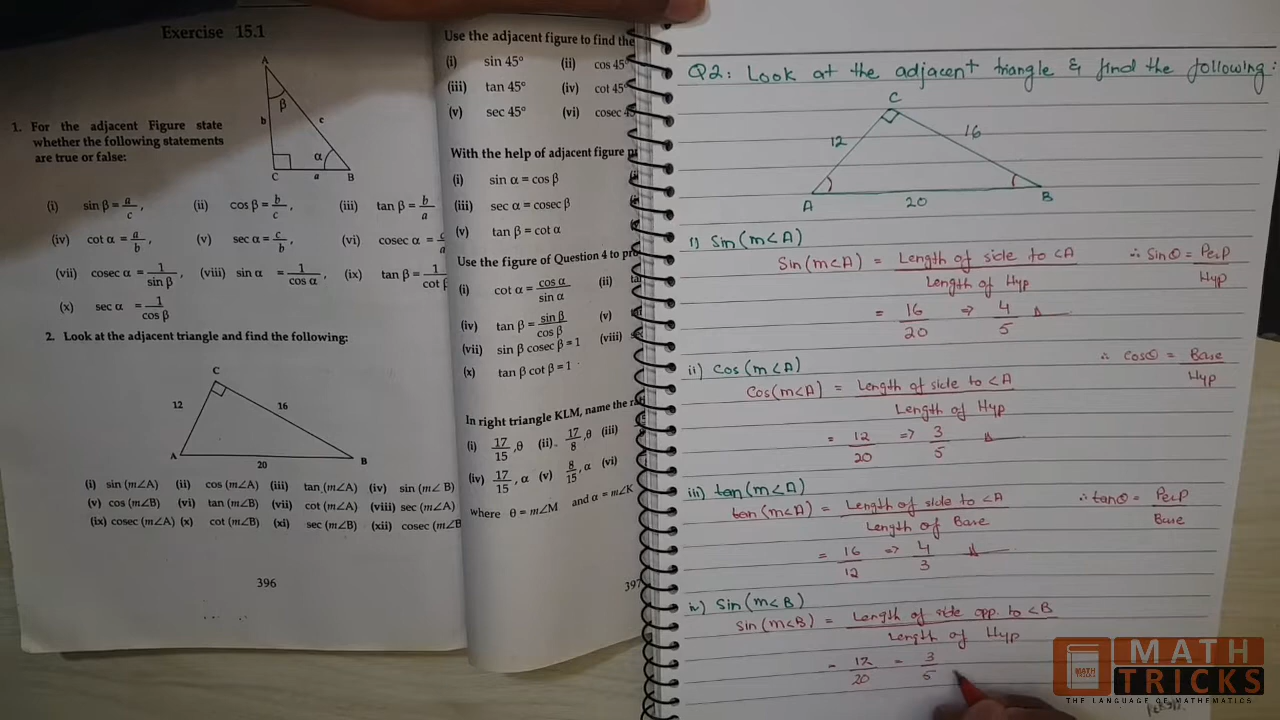 Exercise 15.1
A
β
b
c
α
C
a
B
1. For the adjacent Figure state
whether the following statements
are true or false:
(i) sin β = a/c, (ii) cos β = b/c, (iii) tan β = b/a
(iv) cot α = a/b, (v) sec α = c/b, (vi) cosec α = c/a
(vii) cosec α = 1/sin β, (viii) sin α = 1/cos α, (ix) tan β = 1/cot β
(x) sec α = 1/cos β
2. Look at the adjacent triangle and find the following:
C
12
16
A
20
B
(i) sin (m∠A) (ii) cos (m∠A) (iii) tan (m∠A) (iv) sin (m∠ B)
(v) cos (m∠B) (vi) tan (m∠B) (vii) cot (m∠A) (viii) sec (m∠A)
(ix) cosec (m∠A) (x) cot (m∠B) (xi) sec (m∠B) (xii) cosec (m∠B
396
Use the adjacent figure to find the
(i) sin 45° (ii) cos 45°
(iii) tan 45° (iv) cot 45°
(v) sec 45° (vi) cosec 45
With the help of adjacent figure
(i) sin α = cos β
(iii) sec α = cosec β
(v) tan β = cot α
Use the figure of Question 4 to pro
(i) cot α = cos α/sin α (ii)
(iv) tan β = sin β/cos β (v)
(vii) sin β cosec β = 1 (viii)
(x) tan β cot β = 1
In right triangle KLM, name the
(i) 17/15, θ (ii) 17/8, θ (iii)
(iv) 17/15, α (v) 8/15, α (vi)
where θ = m∠M and α = m∠K
397
Q2: Look at the adjacent triangle & find the following:
C
12
16
A
20
B
i) Sin(m∠A)
Sin(m∠A) = Length of side to ∠A / Length of Hyp ∴ Sinθ = Perp/Hyp
= 16/20 ⇒ 4/5
ii) Cos(m∠A)
Cos(m∠A) = Length of side to ∠A / Length of Hyp ∴ Cosθ = Base/Hyp
= 12/20 ⇒ 3/5
iii) tan(m∠A)
tan(m∠A) = Length of side to ∠A / Length of Base ∴ tanθ = Perp/Base
= 16/12 ⇒ 4/3
iv) Sin(m∠B)
Sin(m∠B) = Length of side opp. to ∠B / Length of Hyp
= 12/20 = 3/5
MATH
TRICKS
THE LANGUAGE OF MATHEMATICS